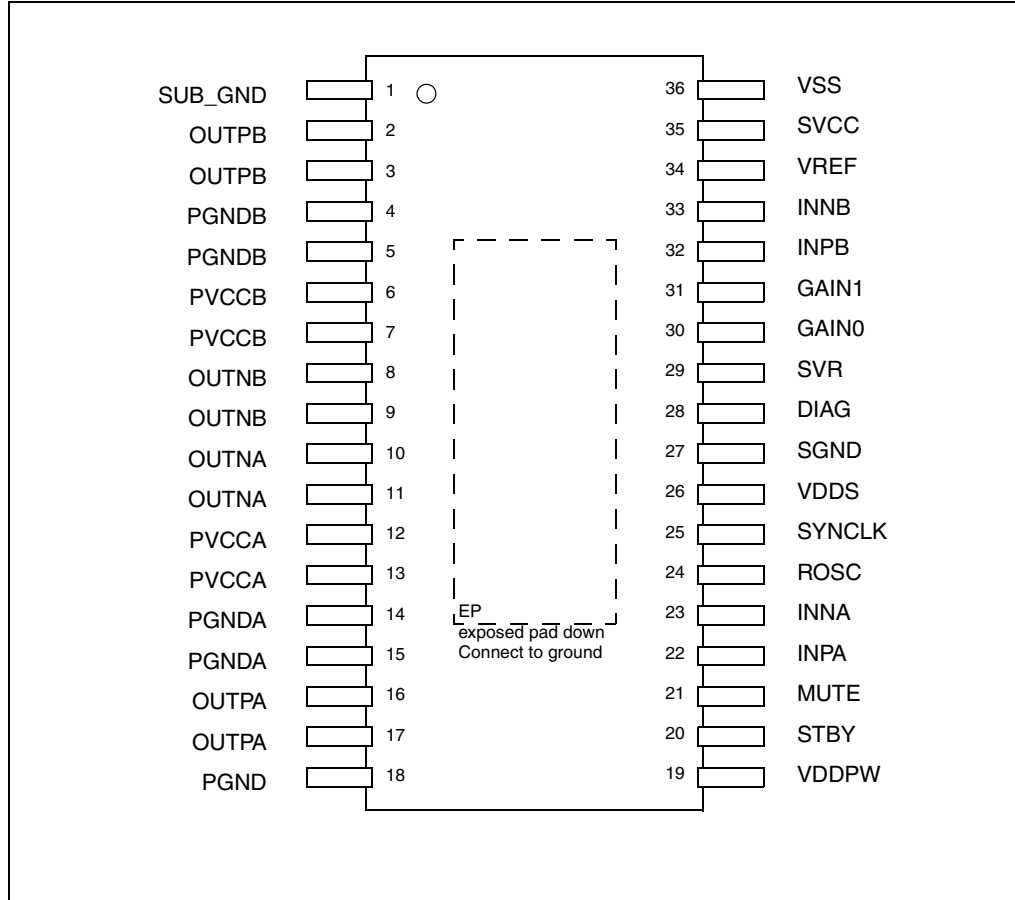 SUB_GND 1 36 VSS
OUTPB 2 35 SVCC
OUTPB 3 34 VREF
PGNDB 4 33 INNB
PGNDB 5 32 INPB
PVCCB 6 31 GAIN1
PVCCB 7 30 GAIN0
OUTNB 8 29 SVR
OUTNB 9 28 DIAG
OUTNA 10 27 SGND
OUTNA 11 26 VDDS
PVCCA 12 25 SYNCLK
PVCCA 13 24 ROSC
PGNDA 14 23 INNA
PGNDA 15 22 INPA
OUTPA 16 21 MUTE
OUTPA 17 20 STBY
PGND 18 19 VDDPW
EP
exposed pad down
Connect to ground